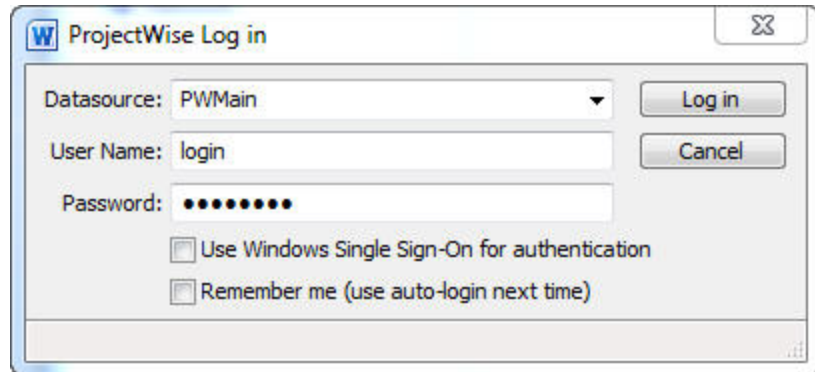 ProjectWise Log in
Datasource: PWMain Log in
User Name: login Cancel
Password: ••••••••
Use Windows Single Sign-On for authentication
Remember me (use auto-login next time)